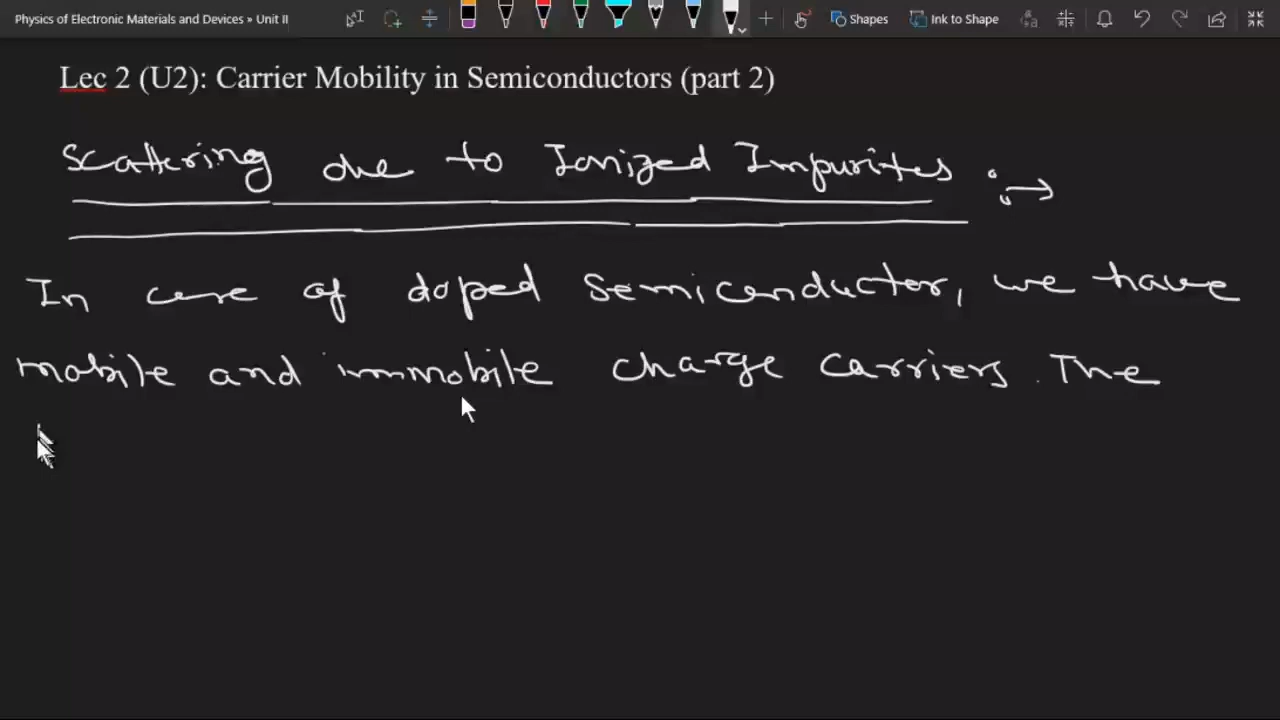 Physics of Electronic Materials and Devices » Unit II
Shapes
Ink to Shape
Lec 2 (U2): Carrier Mobility in Semiconductors (part 2)
Scattering due to Ionized Impurites :→
In case of doped semiconductor, we have
mobile and immobile charge carriers. The